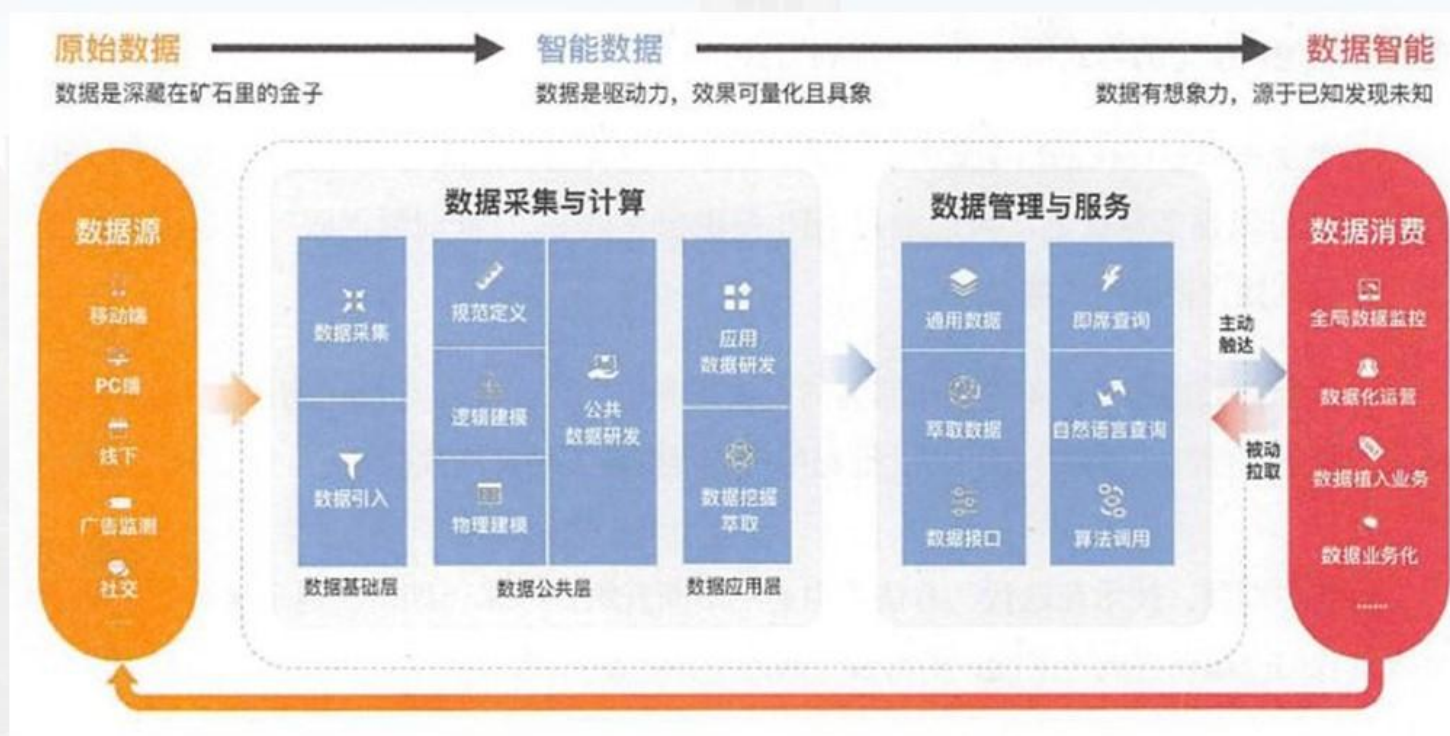 原始数据
智能数据
数据智能
数据是深藏在矿石里的金子
数据是驱动力，效果可量化且具象
数据有想象力，源于已知发现未知
数据源
移动端
PC端
线下
广告监测
社交
......
数据采集与计算
数据采集
数据引入
数据基础层
规范定义
逻辑建模
物理建模
公共
数据研发
数据公共层
应用
数据研发
数据挖掘
萃取
数据应用层
数据管理与服务
通用数据
萃取数据
数据接口
即席查询
自然语言查询
算法调用
主动
触达
被动
拉取
数据消费
全局数据监控
数据化运营
数据植入业务
数据业务化
......